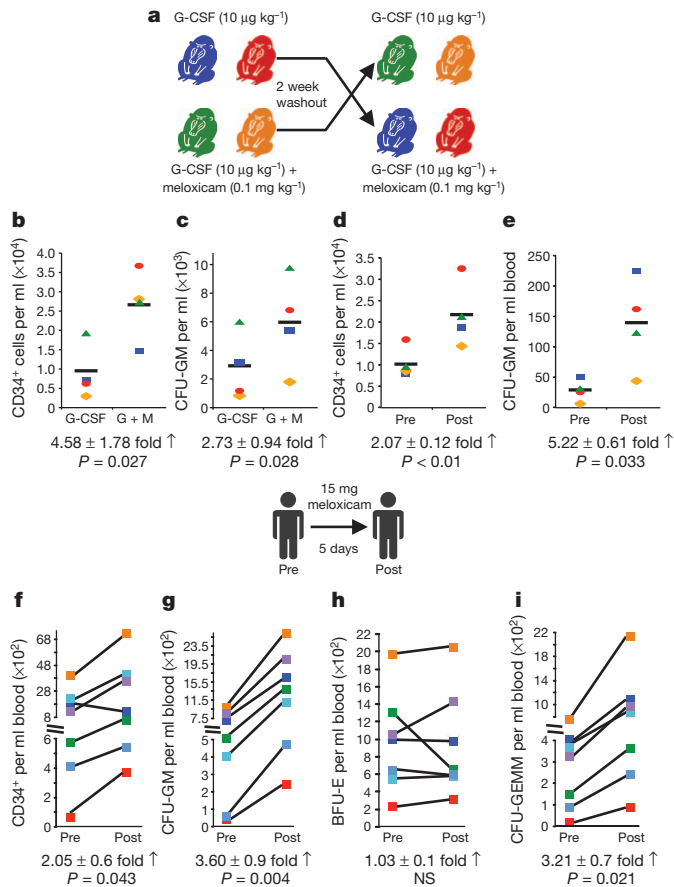 a
G-CSF (10 µg kg⁻¹)
G-CSF (10 µg kg⁻¹)
2 week
washout
G-CSF (10 µg kg⁻¹) +
meloxicam (0.1 mg kg⁻¹)
G-CSF (10 µg kg⁻¹) +
meloxicam (0.1 mg kg⁻¹)
b
CD34⁺ cells per ml (×10⁴)
4.0
3.5
3.0
2.5
2.0
1.5
1.0
0.5
0
G-CSF G + M
4.58 ± 1.78 fold ↑
P = 0.027
c
CFU-GM per ml (×10³)
10
8
6
4
2
0
G-CSF G + M
2.73 ± 0.94 fold ↑
P = 0.028
d
CD34⁺ cells per ml (×10⁴)
4.0
3.5
3.0
2.5
2.0
1.5
1.0
0.5
0
Pre Post
2.07 ± 0.12 fold ↑
P < 0.01
e
CFU-GM per ml blood
250
200
150
100
50
0
Pre Post
5.22 ± 0.61 fold ↑
P = 0.033
15 mg
meloxicam
5 days
Pre Post
f
CD34⁺ per ml blood (×10²)
68
48
28
8
6
4
2
0
Pre Post
2.05 ± 0.6 fold ↑
P = 0.043
g
CFU-GM per ml blood (×10²)
23.5
19.5
15.5
11.5
7.5
5
4
3
2
1
0
Pre Post
3.60 ± 0.9 fold ↑
P = 0.004
h
BFU-E per ml blood (×10²)
22
20
18
16
14
12
10
8
6
4
2
0
Pre Post
1.03 ± 0.1 fold ↑
NS
i
CFU-GEMM per ml blood (×10²)
22
18
14
10
4
3
2
1
0
Pre Post
3.21 ± 0.7 fold ↑
P = 0.021